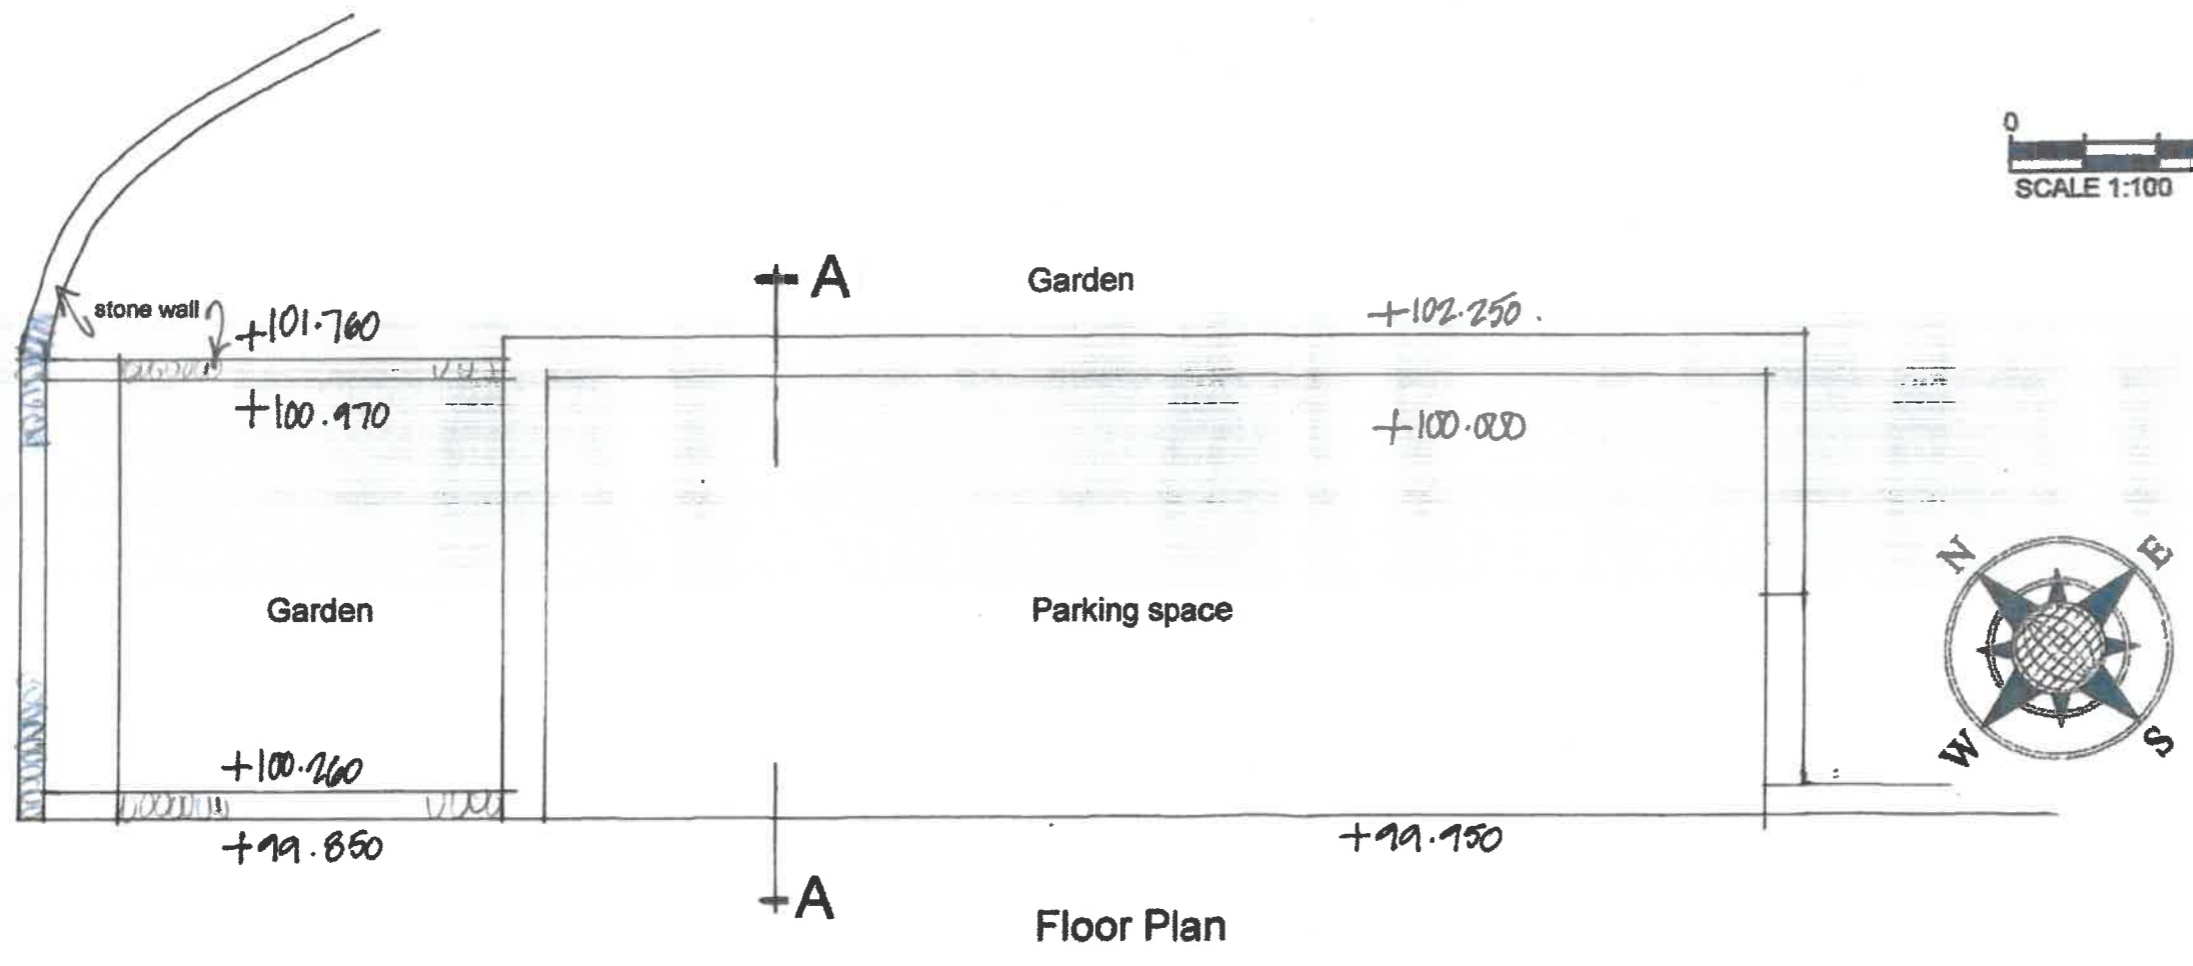 0
SCALE 1:100
A
Garden
stone wall
+101.760
+102.250.
+100.970
+100.000
N
E
Garden
Parking space
W
S
+100.260
+99.850
+99.950
A
Floor Plan